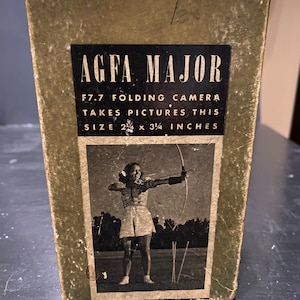 AGFA MAJOR
F7.7 FOLDING CAMERA
TAKES PICTURES THIS
SIZE 2¼ x 3¼ INCHES